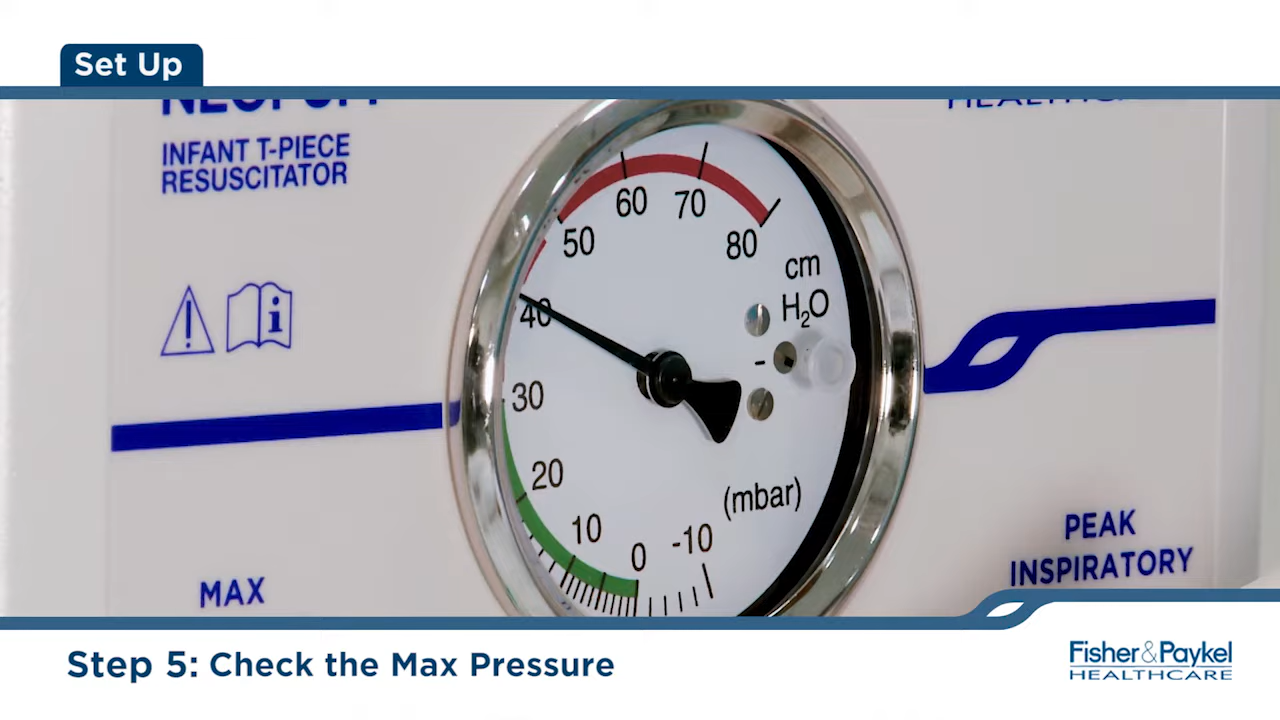 Set Up
INFANT T-PIECE
RESUSCITATOR
60
70
50
80
cm
H₂O
40
-
30
20
(mbar)
10
0
-10
PEAK
INSPIRATORY
MAX
Step 5: Check the Max Pressure
Fisher&Paykel
HEALTHCARE